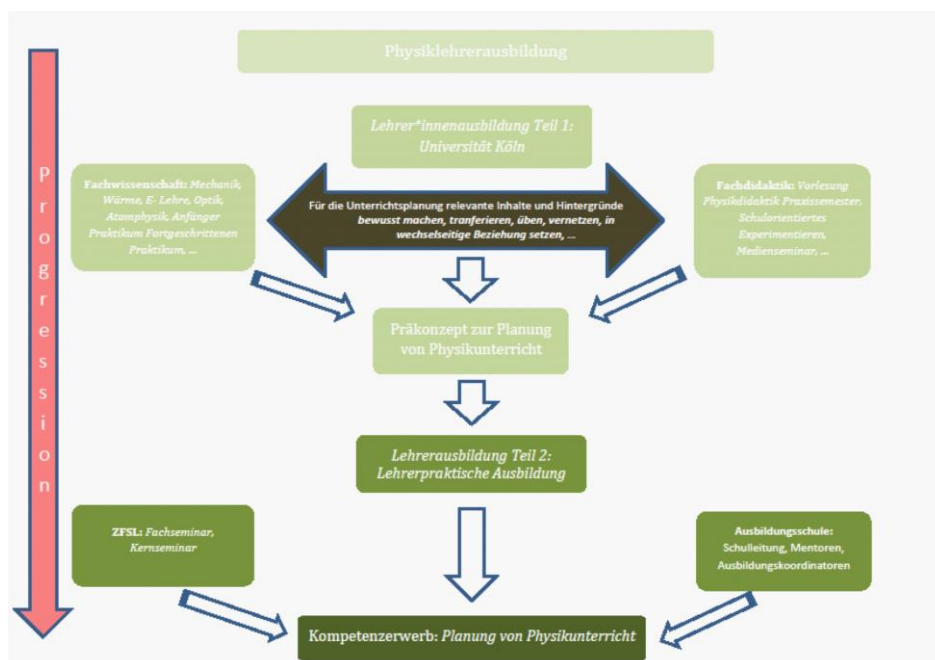 Physiklehrerausbildung
Progression
Lehrer*innenausbildung Teil 1:
Universität Köln
Fachwissenschaft: Mechanik,
Wärme, E- Lehre, Optik,
Atomphysik, Anfänger
Praktikum Fortgeschrittenen
Praktikum, ...
Für die Unterrichtsplanung relevante Inhalte und Hintergründe
bewusst machen, tranferieren, üben, vernetzen, in
wechselseitige Beziehung setzen, ...
Fachdidaktik: Vorlesung
Physikdidaktik Praxissemester,
Schulorientiertes
Experimentieren,
Medienseminar, ...
Präkonzept zur Planung
von Physikunterricht
Lehrerausbildung Teil 2:
Lehrerpraktische Ausbildung
ZFSL: Fachseminar,
Kernseminar
Ausbildungsschule:
Schulleitung, Mentoren,
Ausbildungskoordinatoren
Kompetenzerwerb: Planung von Physikunterricht